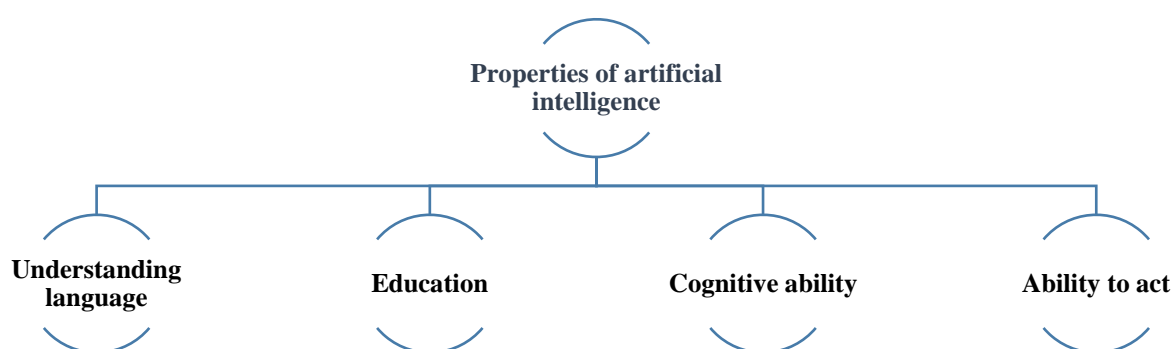 Properties of artificial
intelligence
Understanding
language
Education
Cognitive ability
Ability to act